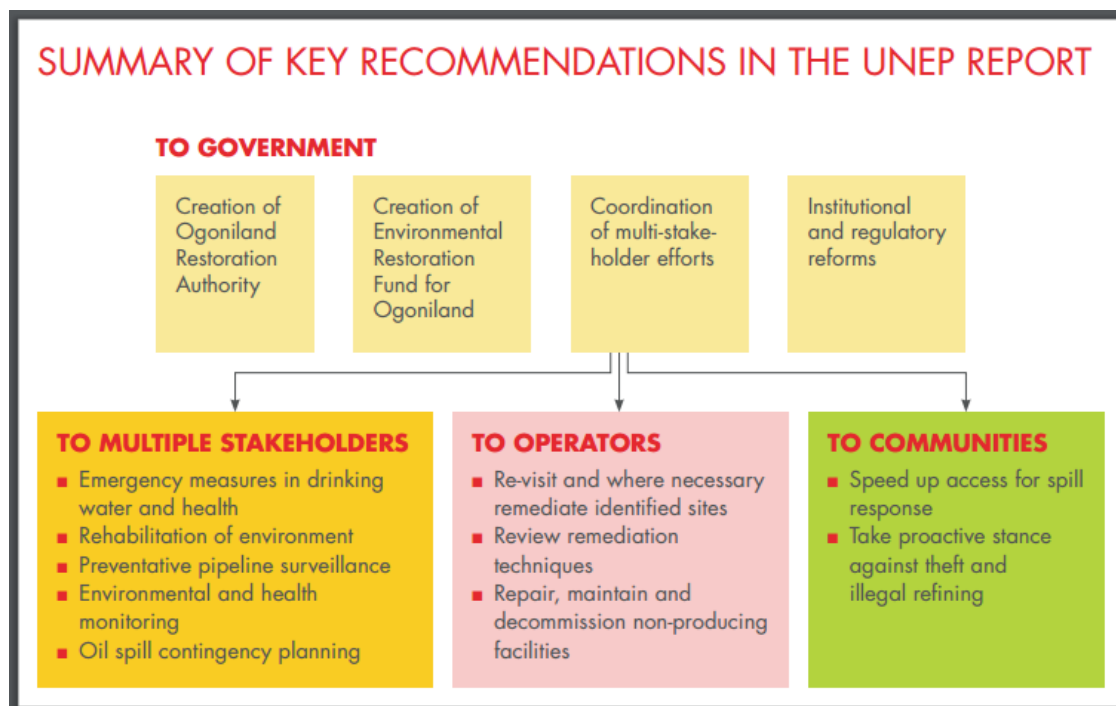 SUMMARY OF KEY RECOMMENDATIONS IN THE UNEP REPORT
TO GOVERNMENT
Creation of
Ogoniland
Restoration
Authority
Creation of
Environmental
Restoration
Fund for
Ogoniland
Coordination
of multi-stake-
holder efforts
Institutional
and regulatory
reforms
TO MULTIPLE STAKEHOLDERS
■ Emergency measures in drinking
water and health
■ Rehabilitation of environment
■ Preventative pipeline surveillance
■ Environmental and health
monitoring
■ Oil spill contingency planning
TO OPERATORS
■ Re-visit and where necessary
remediate identified sites
■ Review remediation
techniques
■ Repair, maintain and
decommission non-producing
facilities
TO COMMUNITIES
■ Speed up access for spill
response
■ Take proactive stance
against theft and
illegal refining